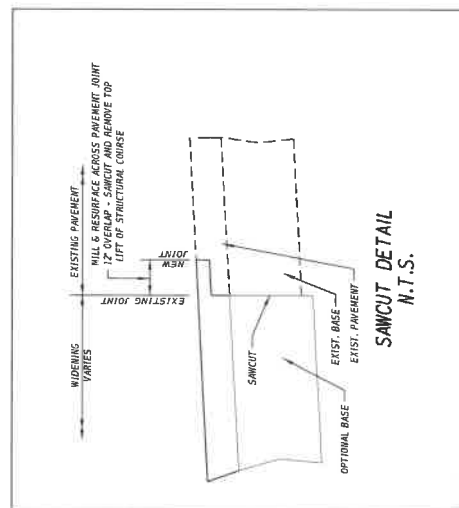 WIDENING
VARIES
EXISTING PAVEMENT
MILL & RESURFACE ACROSS PAVEMENT JOINT
12" OVERLAP - SAWCUT AND REMOVE TOP
LIFT OF STRUCTURAL COURSE
EXISTING JOINT
NEW
JOINT
SAWCUT
OPTIONAL BASE
EXIST. BASE
EXIST. PAVEMENT
SAWCUT DETAIL
N.T.S.